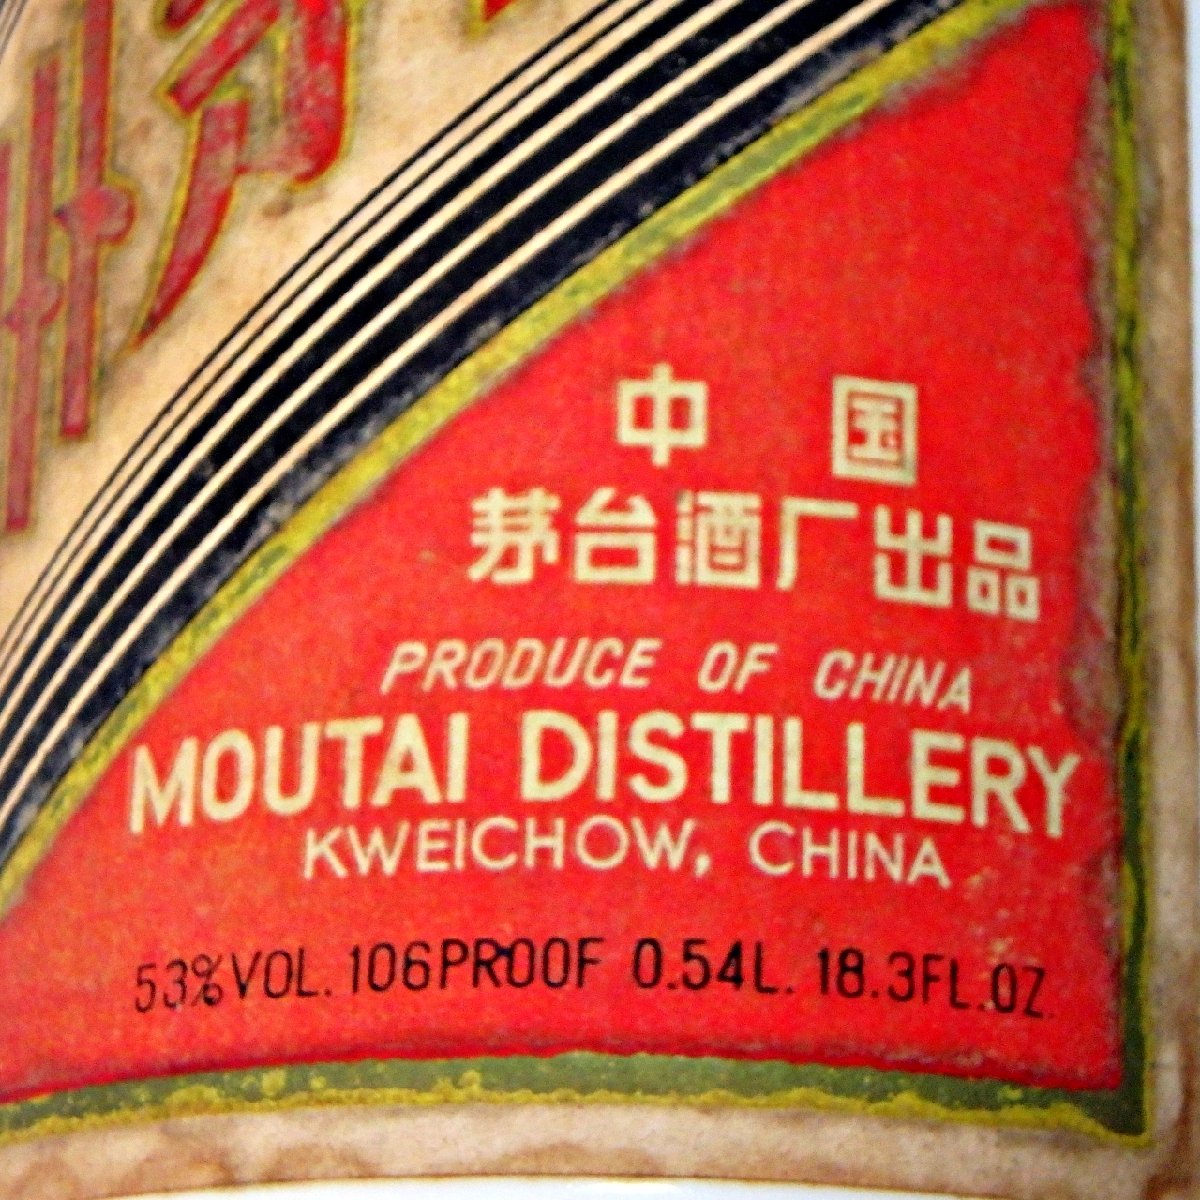 中国
茅台酒厂出品
PRODUCE OF CHINA
MOUTAI DISTILLERY
KWEICHOW, CHINA
53%VOL. 106PROOF 0.54L. 18.3FL.OZ.